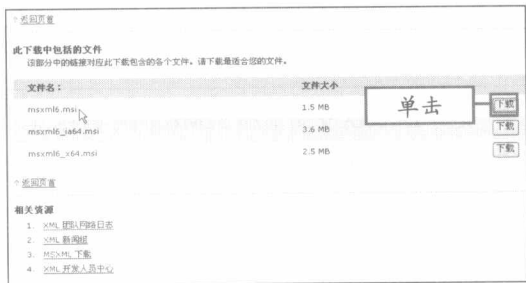 返回页首
此下载中包括的文件
该部分中的链接对应此下载包含的各个文件。请下载最适合您的文件。
文件名： 文件大小
msxml6.msi 1.5 MB 单击 下载
msxml6_ia64.msi 3.6 MB 下载
msxml6_x64.msi 2.5 MB 下载
返回页首
相关资源
1. XML 团队网络日志
2. XML 新闻组
3. MSXML 下载
4. XML 开发人员中心